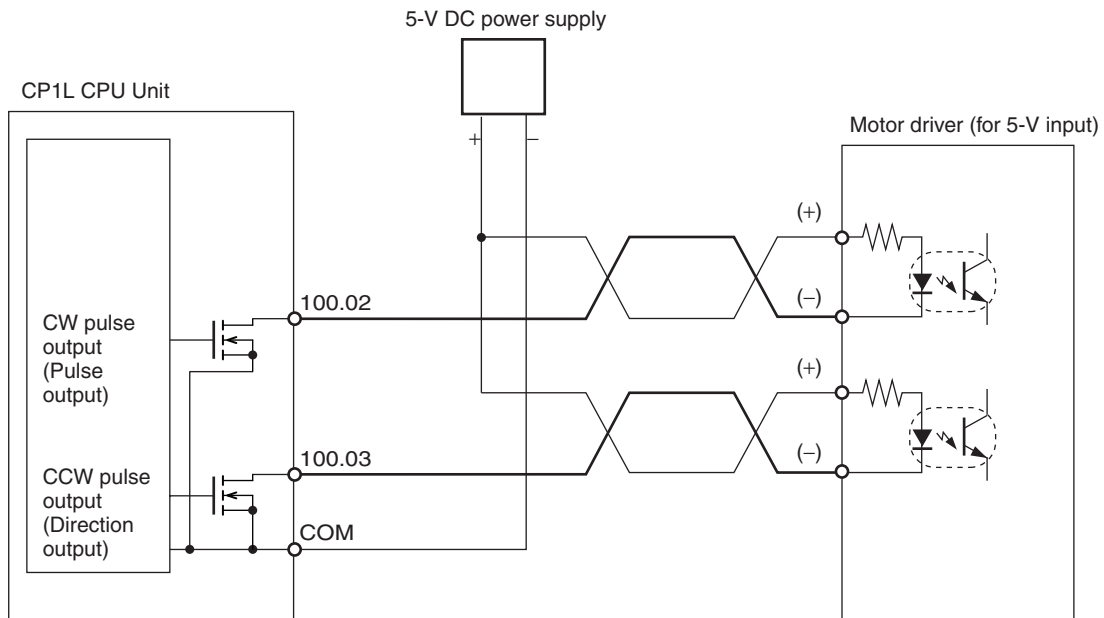 5-V DC power supply
CP1L CPU Unit
Motor driver (for 5-V input)
+
−
(+)
(−)
100.02
CW pulse
output
(Pulse
output)
(+)
(−)
100.03
CCW pulse
output
(Direction
output)
COM